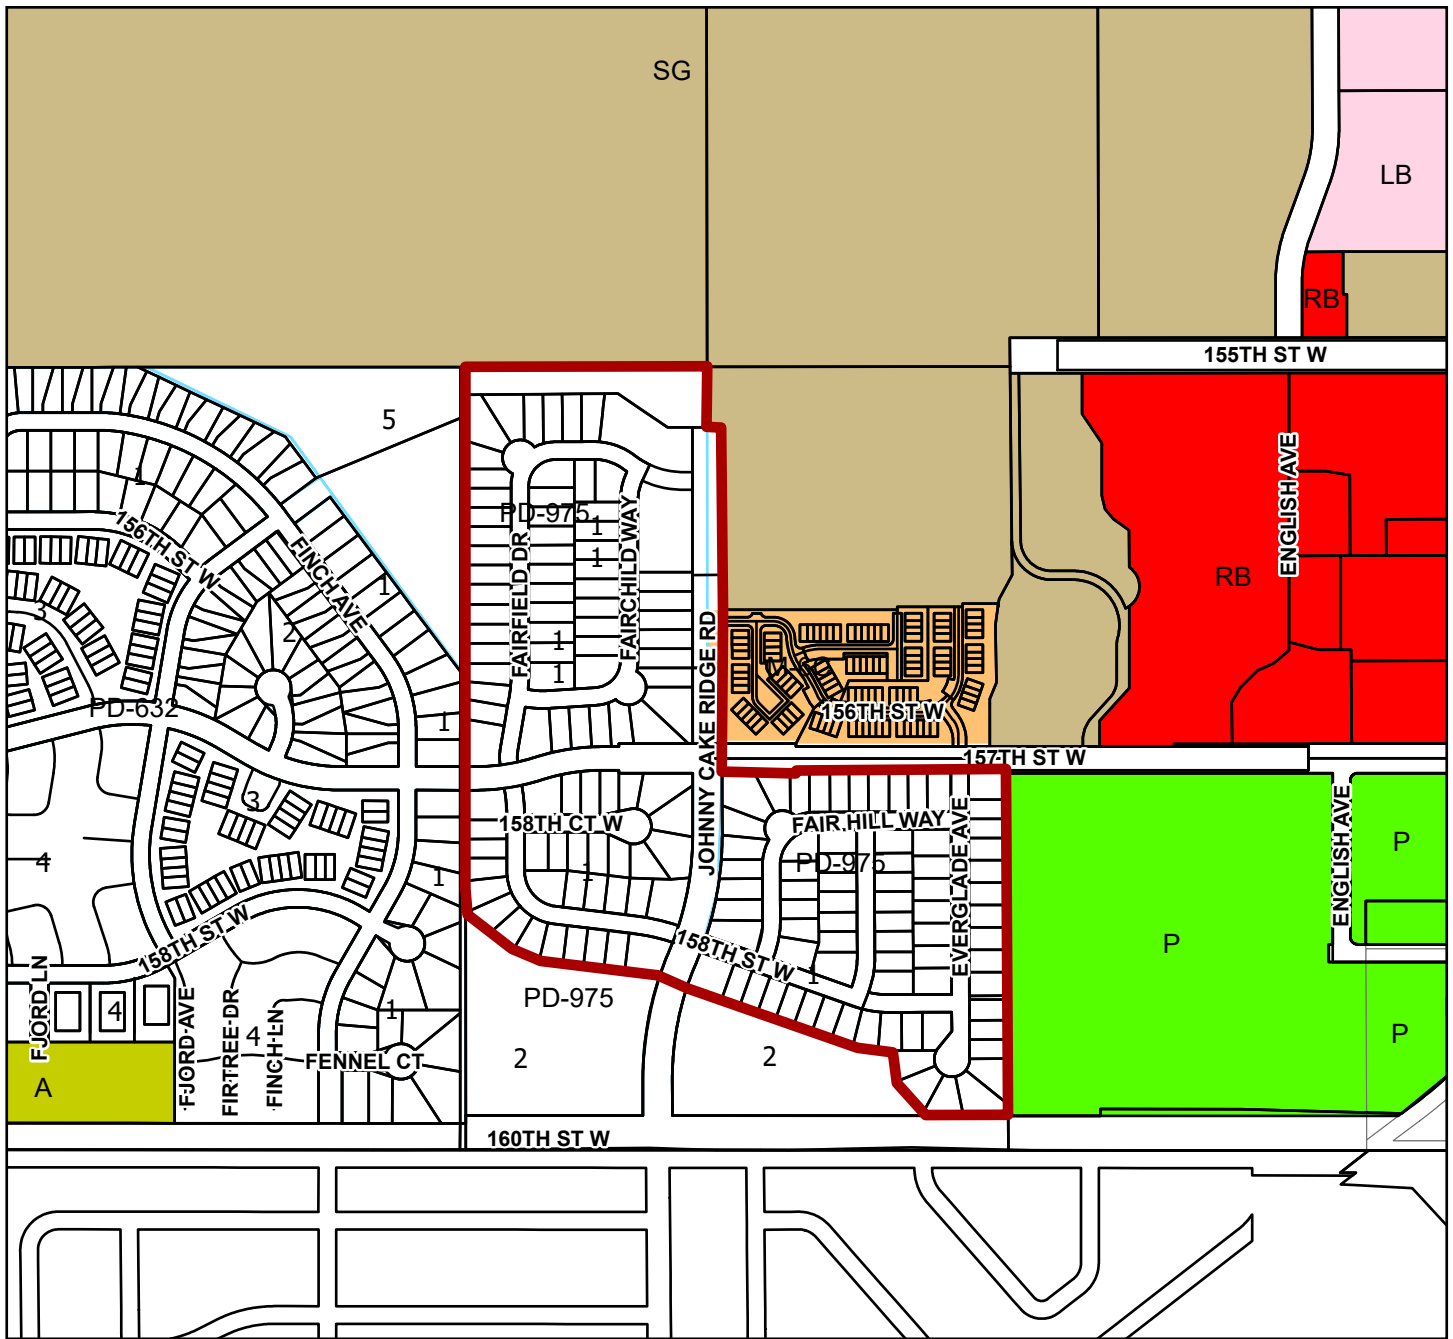 SG
LB
RB
155TH ST W
5
1
ENGLISH AVE
PD-975
1
156TH ST W
FINCH AVE
FAIRFIELD DR
FAIRCHILD WAY
1
RB
1
3
2
1
JOHNNY CAKE RIDGE RD
1
PD-632
156TH ST W
1
157TH ST W
3
158TH CT W
FAIR HILL WAY
EVERGLADE AVE
ENGLISH AVE
P
4
PD-975
1
1
158TH ST W
158TH ST W
P
1
FJORD LN
FJORD AVE
FIRTREE DR
FINCH LN
PD-975
4
1
4
P
2
2
FENNEL CT
A
160TH ST W